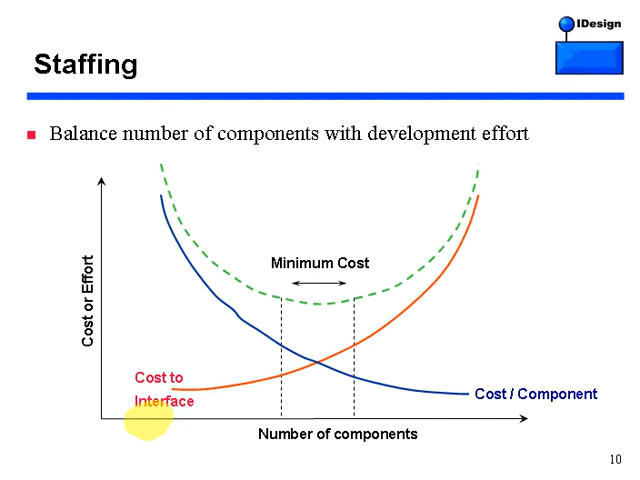 IDesign
Staffing
Balance number of components with development effort
Minimum Cost
Cost or Effort
Cost to
Interface
Cost / Component
Number of components
10